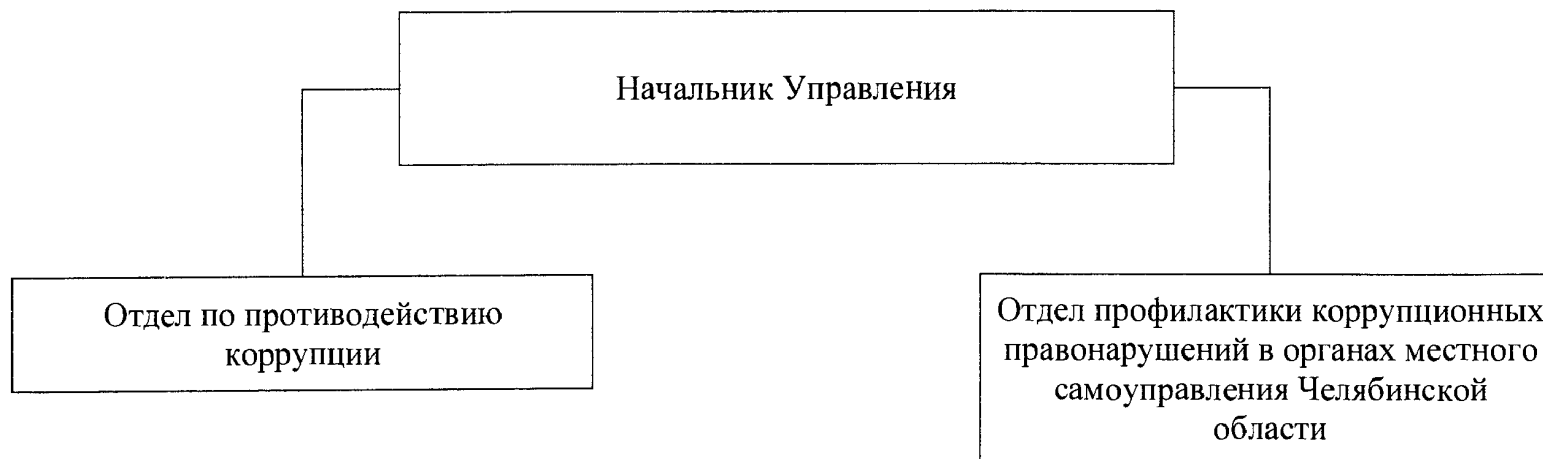 Начальник Управления
Отдел по противодействию
коррупции
Отдел профилактики коррупционных
правонарушений в органах местного
самоуправления Челябинской
области